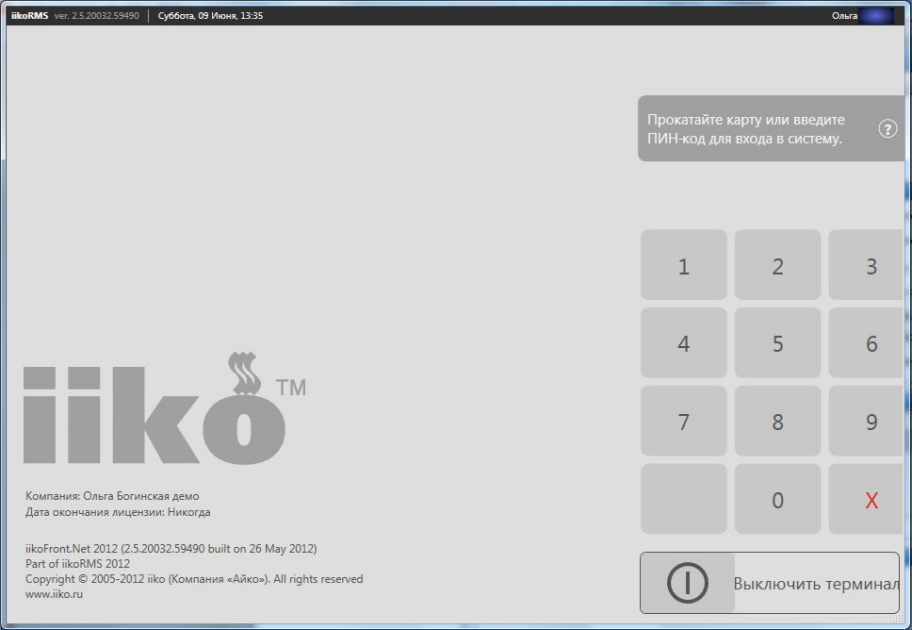 iikoRMS ver. 2.5.20032.59490 Суббота, 09 Июня, 13:35 Ольга
Прокатайте карту или введите
ПИН-код для входа в систему.
?
1 2 3
4 5 6
7 8 9
0 X
iiko TM
Компания: Ольга Богинская демо
Дата окончания лицензии: Никогда
iikoFront.Net 2012 (2.5.20032.59490 built on 26 May 2012)
Part of iikoRMS 2012
Copyright © 2005-2012 iiko (Компания «Айко»). All rights reserved
www.iiko.ru
Выключить терминал